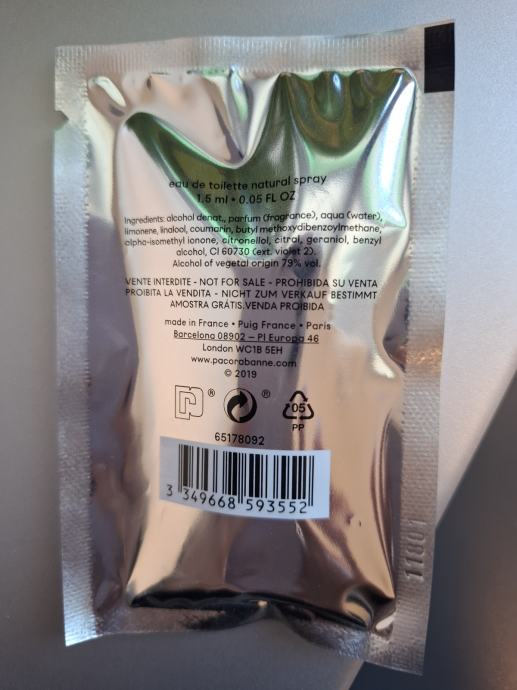 eau de toilette natural spray
1.5 ml • 0.05 FL OZ
Ingredients: alcohol denat., parfum (fragrance), aqua (water),
limonene, linalool, coumarin, butyl methoxydibenzoylmethane,
alpha-isomethyl ionone, citronellol, citral, geraniol, benzyl
alcohol, CI 60730 (ext. violet 2).
Alcohol of vegetal origin 79% vol.
VENTE INTERDITE - NOT FOR SALE - PROHIBIDA SU VENTA
PROIBITA LA VENDITA - NICHT ZUM VERKAUF BESTIMMT
AMOSTRA GRÁTIS.VENDA PROIBIDA
made in France • Puig France • Paris
Barcelona 08902 – Pl Europa 46
London WC1B 5EH
www.pacorabanne.com
© 2019
® ® 05
PP
65178092
3 349668 593552
11801